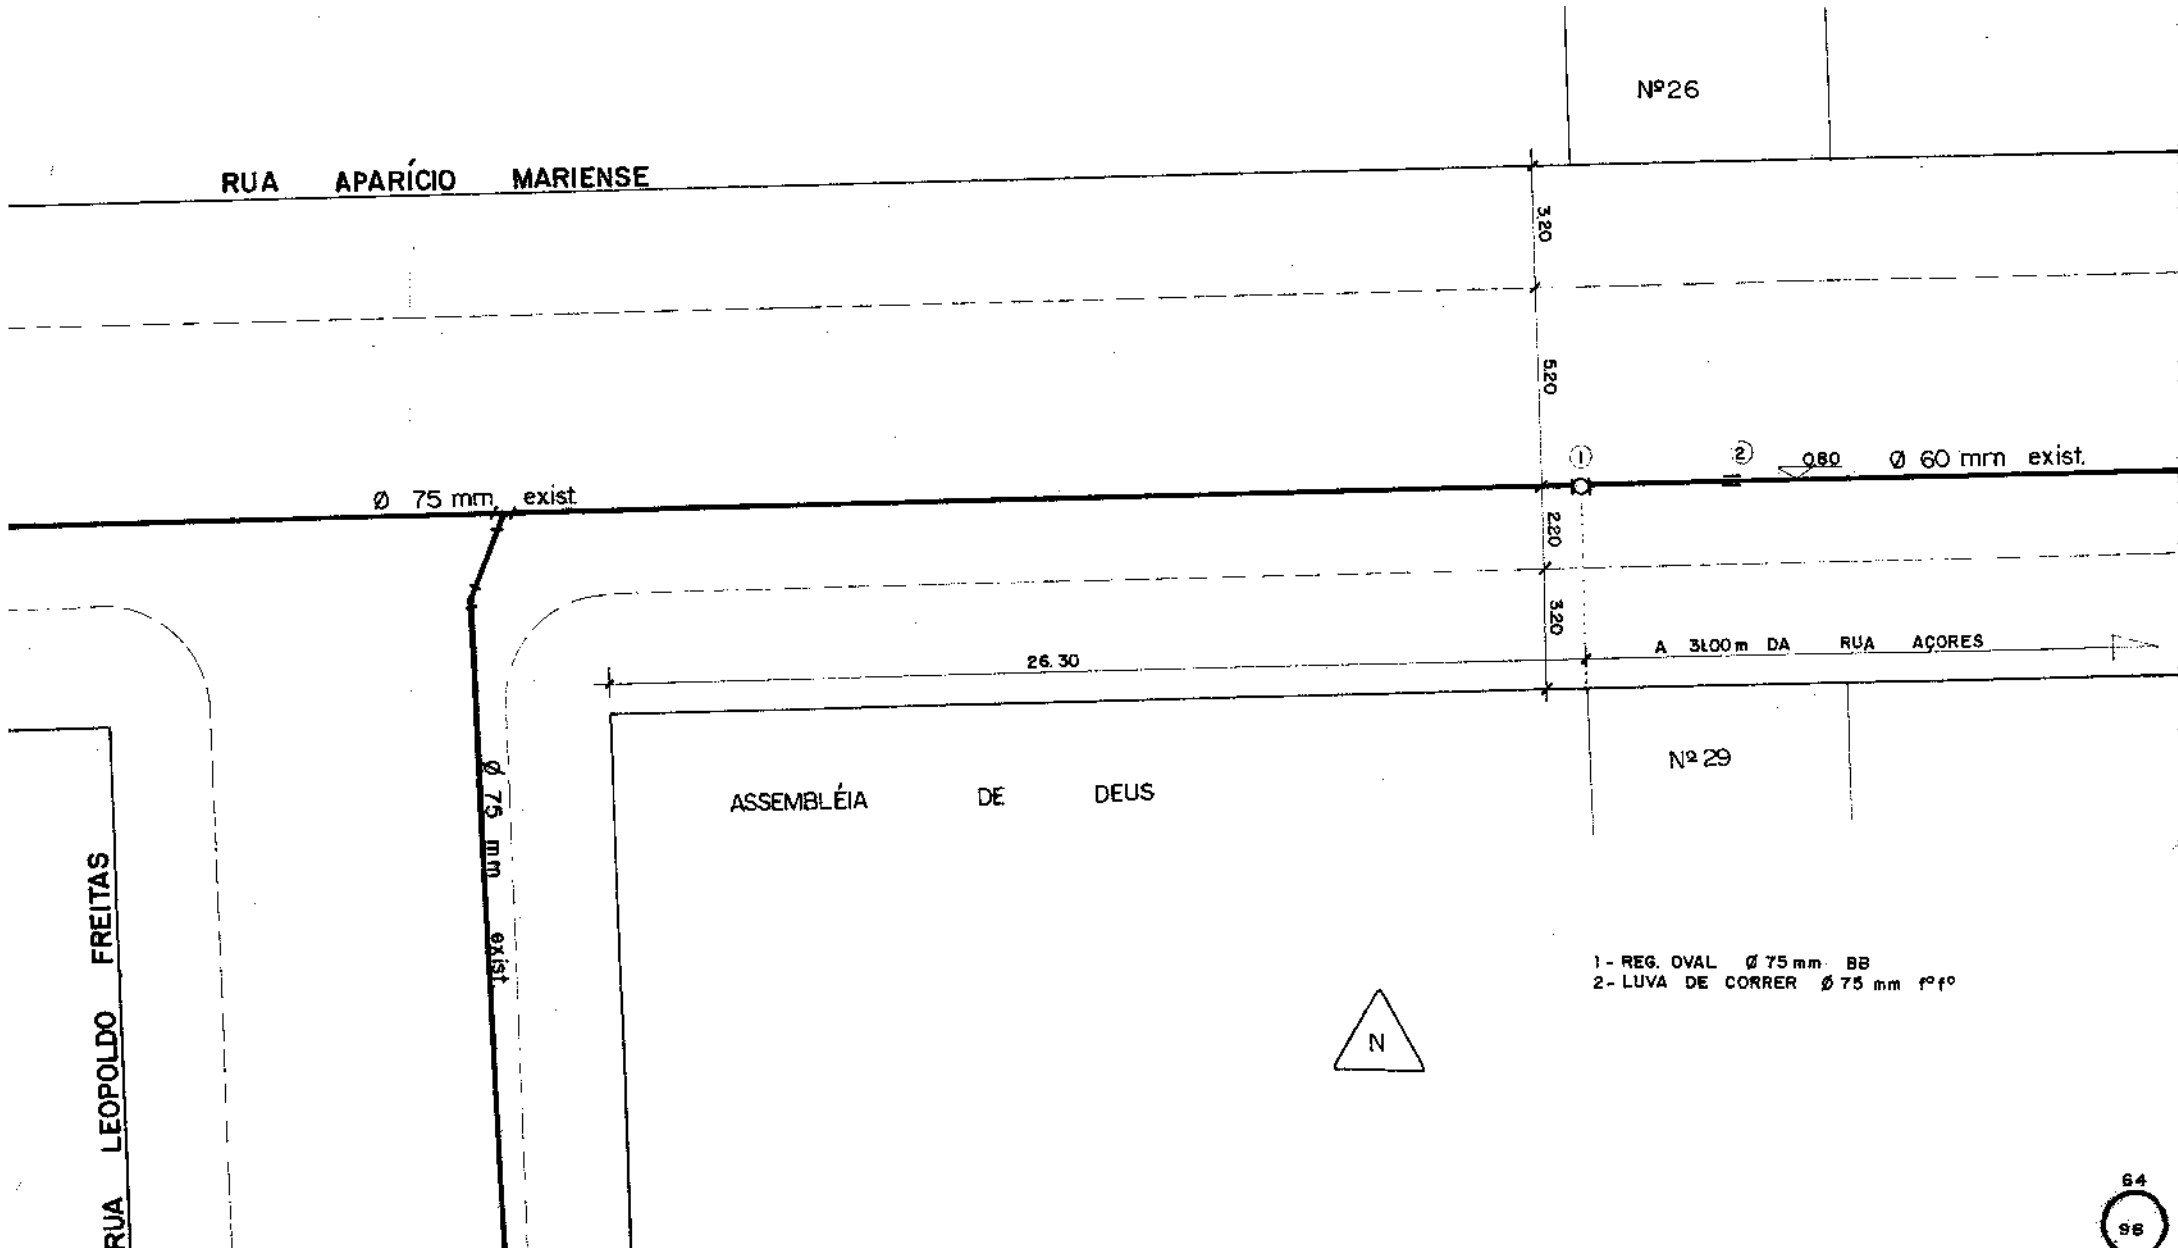 Nº26
RUA APARÍCIO MARIENSE
3.20
5.20
1
2
0.80
Ø 60 mm exist.
Ø 75 mm exist
2.20
3.20
A 31.00 m DA RUA AÇORES
26.30
Nº 29
ASSEMBLÉIA DE DEUS
Ø 75 mm exist.
RUA LEOPOLDO FREITAS
1 - REG. OVAL Ø 75 mm BB
2 - LUVA DE CORRER Ø 75 mm fº fº
N
64